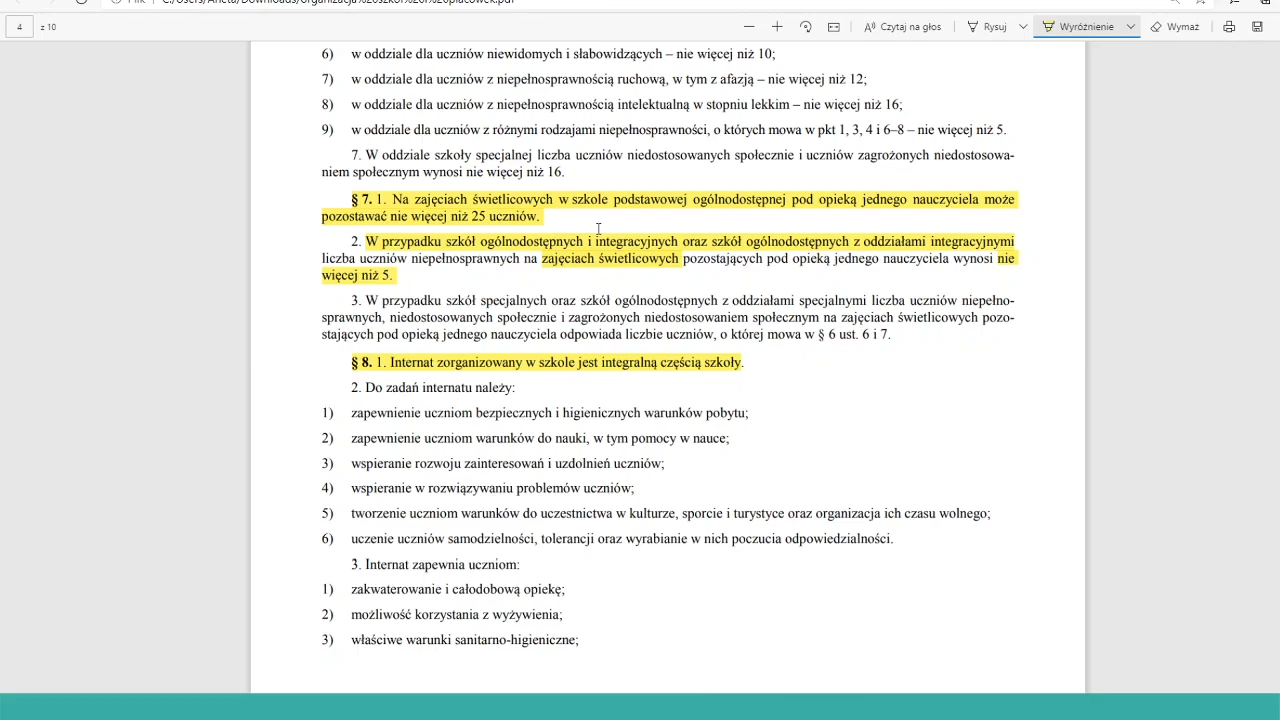 4 z 10 Czytaj na głos Rysuj Wyróżnienie Wymaż
6) w oddziale dla uczniów niewidomych i słabowidzących – nie więcej niż 10;
7) w oddziale dla uczniów z niepełnosprawnością ruchową, w tym z afazją – nie więcej niż 12;
8) w oddziale dla uczniów z niepełnosprawnością intelektualną w stopniu lekkim – nie więcej niż 16;
9) w oddziale dla uczniów z różnymi rodzajami niepełnosprawności, o których mowa w pkt 1, 3, 4 i 6–8 – nie więcej niż 5.
7. W oddziale szkoły specjalnej liczba uczniów niedostosowanych społecznie i uczniów zagrożonych niedostosowa-
niem społecznym wynosi nie więcej niż 16.
§ 7. 1. Na zajęciach świetlicowych w szkole podstawowej ogólnodostępnej pod opieką jednego nauczyciela może
pozostawać nie więcej niż 25 uczniów.
2. W przypadku szkół ogólnodostępnych i integracyjnych oraz szkół ogólnodostępnych z oddziałami integracyjnymi
liczba uczniów niepełnosprawnych na zajęciach świetlicowych pozostających pod opieką jednego nauczyciela wynosi nie
więcej niż 5.
3. W przypadku szkół specjalnych oraz szkół ogólnodostępnych z oddziałami specjalnymi liczba uczniów niepełno-
sprawnych, niedostosowanych społecznie i zagrożonych niedostosowaniem społecznym na zajęciach świetlicowych pozo-
stających pod opieką jednego nauczyciela odpowiada liczbie uczniów, o której mowa w § 6 ust. 6 i 7.
§ 8. 1. Internat zorganizowany w szkole jest integralną częścią szkoły.
2. Do zadań internatu należy:
1) zapewnienie uczniom bezpiecznych i higienicznych warunków pobytu;
2) zapewnienie uczniom warunków do nauki, w tym pomocy w nauce;
3) wspieranie rozwoju zainteresowań i uzdolnień uczniów;
4) wspieranie w rozwiązywaniu problemów uczniów;
5) tworzenie uczniom warunków do uczestnictwa w kulturze, sporcie i turystyce oraz organizacja ich czasu wolnego;
6) uczenie uczniów samodzielności, tolerancji oraz wyrabianie w nich poczucia odpowiedzialności.
3. Internat zapewnia uczniom:
1) zakwaterowanie i całodobową opiekę;
2) możliwość korzystania z wyżywienia;
3) właściwe warunki sanitarno-higieniczne;